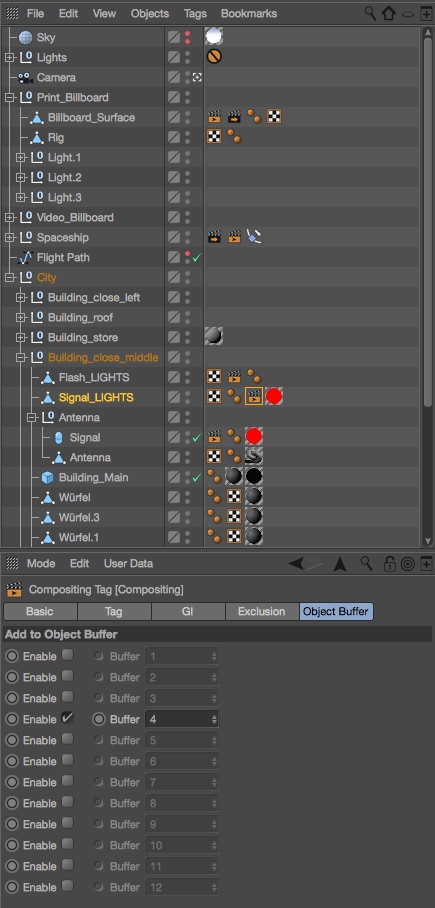 File Edit View Objects Tags Bookmarks
Sky
Lights
Camera
Print_Billboard
Billboard_Surface
Rig
Light.1
Light.2
Light.3
Video_Billboard
Spaceship
Flight Path
City
Building_close_left
Building_roof
Building_store
Building_close_middle
Flash_LIGHTS
Signal_LIGHTS
Antenna
Signal
Antenna
Building_Main
Würfel
Würfel.3
Würfel.1
Mode Edit User Data
Compositing Tag [Compositing]
Basic Tag GI Exclusion Object Buffer
Add to Object Buffer
Enable Buffer 1
Enable Buffer 2
Enable Buffer 3
Enable Buffer 4
Enable Buffer 5
Enable Buffer 6
Enable Buffer 7
Enable Buffer 8
Enable Buffer 9
Enable Buffer 10
Enable Buffer 11
Enable Buffer 12